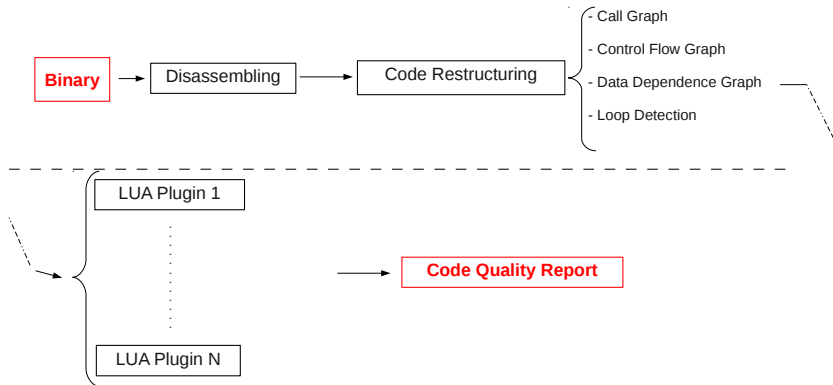 Binary
Disassembling
Code Restructuring
- Call Graph
- Control Flow Graph
- Data Dependence Graph
- Loop Detection
LUA Plugin 1
Code Quality Report
LUA Plugin N